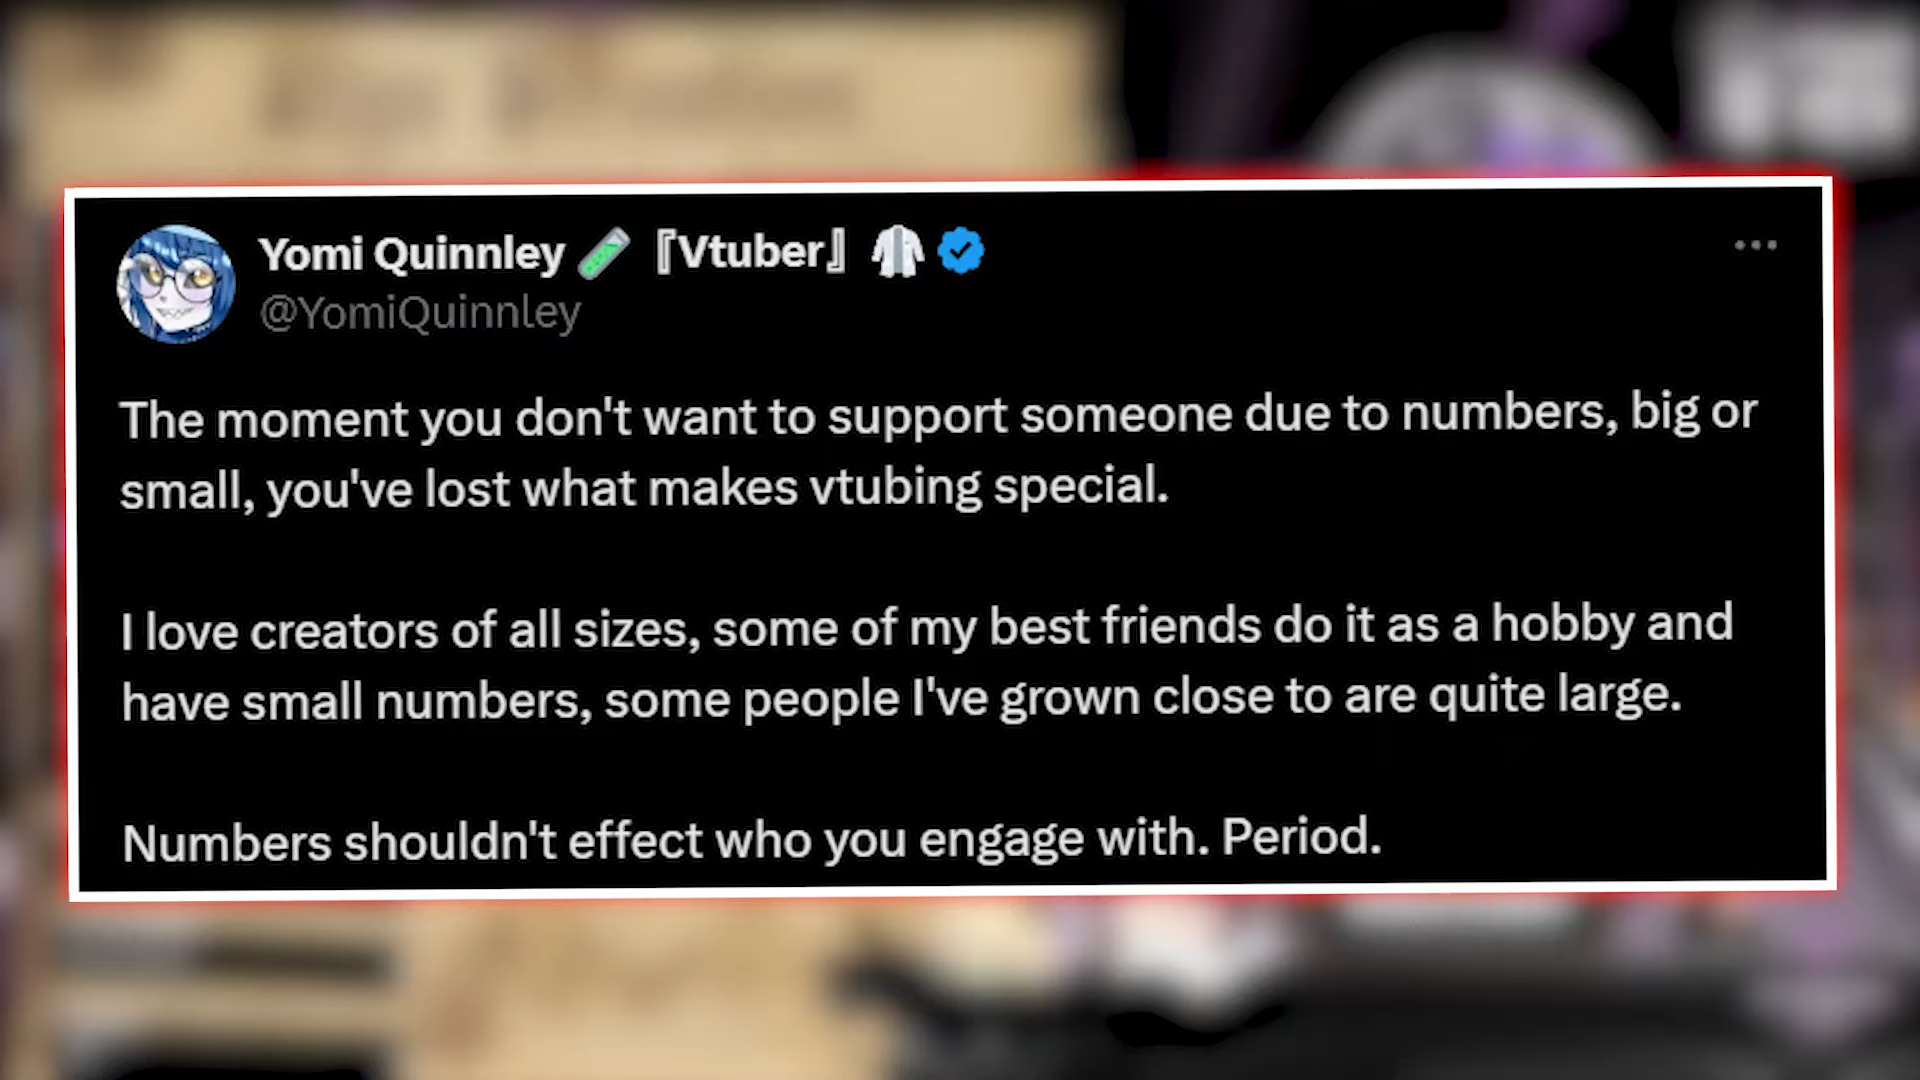 Yomi Quinnley 🧪『Vtuber』🥼
@YomiQuinnley
The moment you don't want to support someone due to numbers, big or
small, you've lost what makes vtubing special.
I love creators of all sizes, some of my best friends do it as a hobby and
have small numbers, some people I've grown close to are quite large.
Numbers shouldn't effect who you engage with. Period.